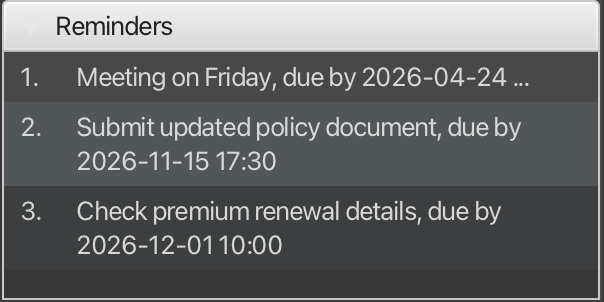 Reminders
1. Meeting on Friday, due by 2026-04-24 ...
2. Submit updated policy document, due by
2026-11-15 17:30
3. Check premium renewal details, due by
2026-12-01 10:00